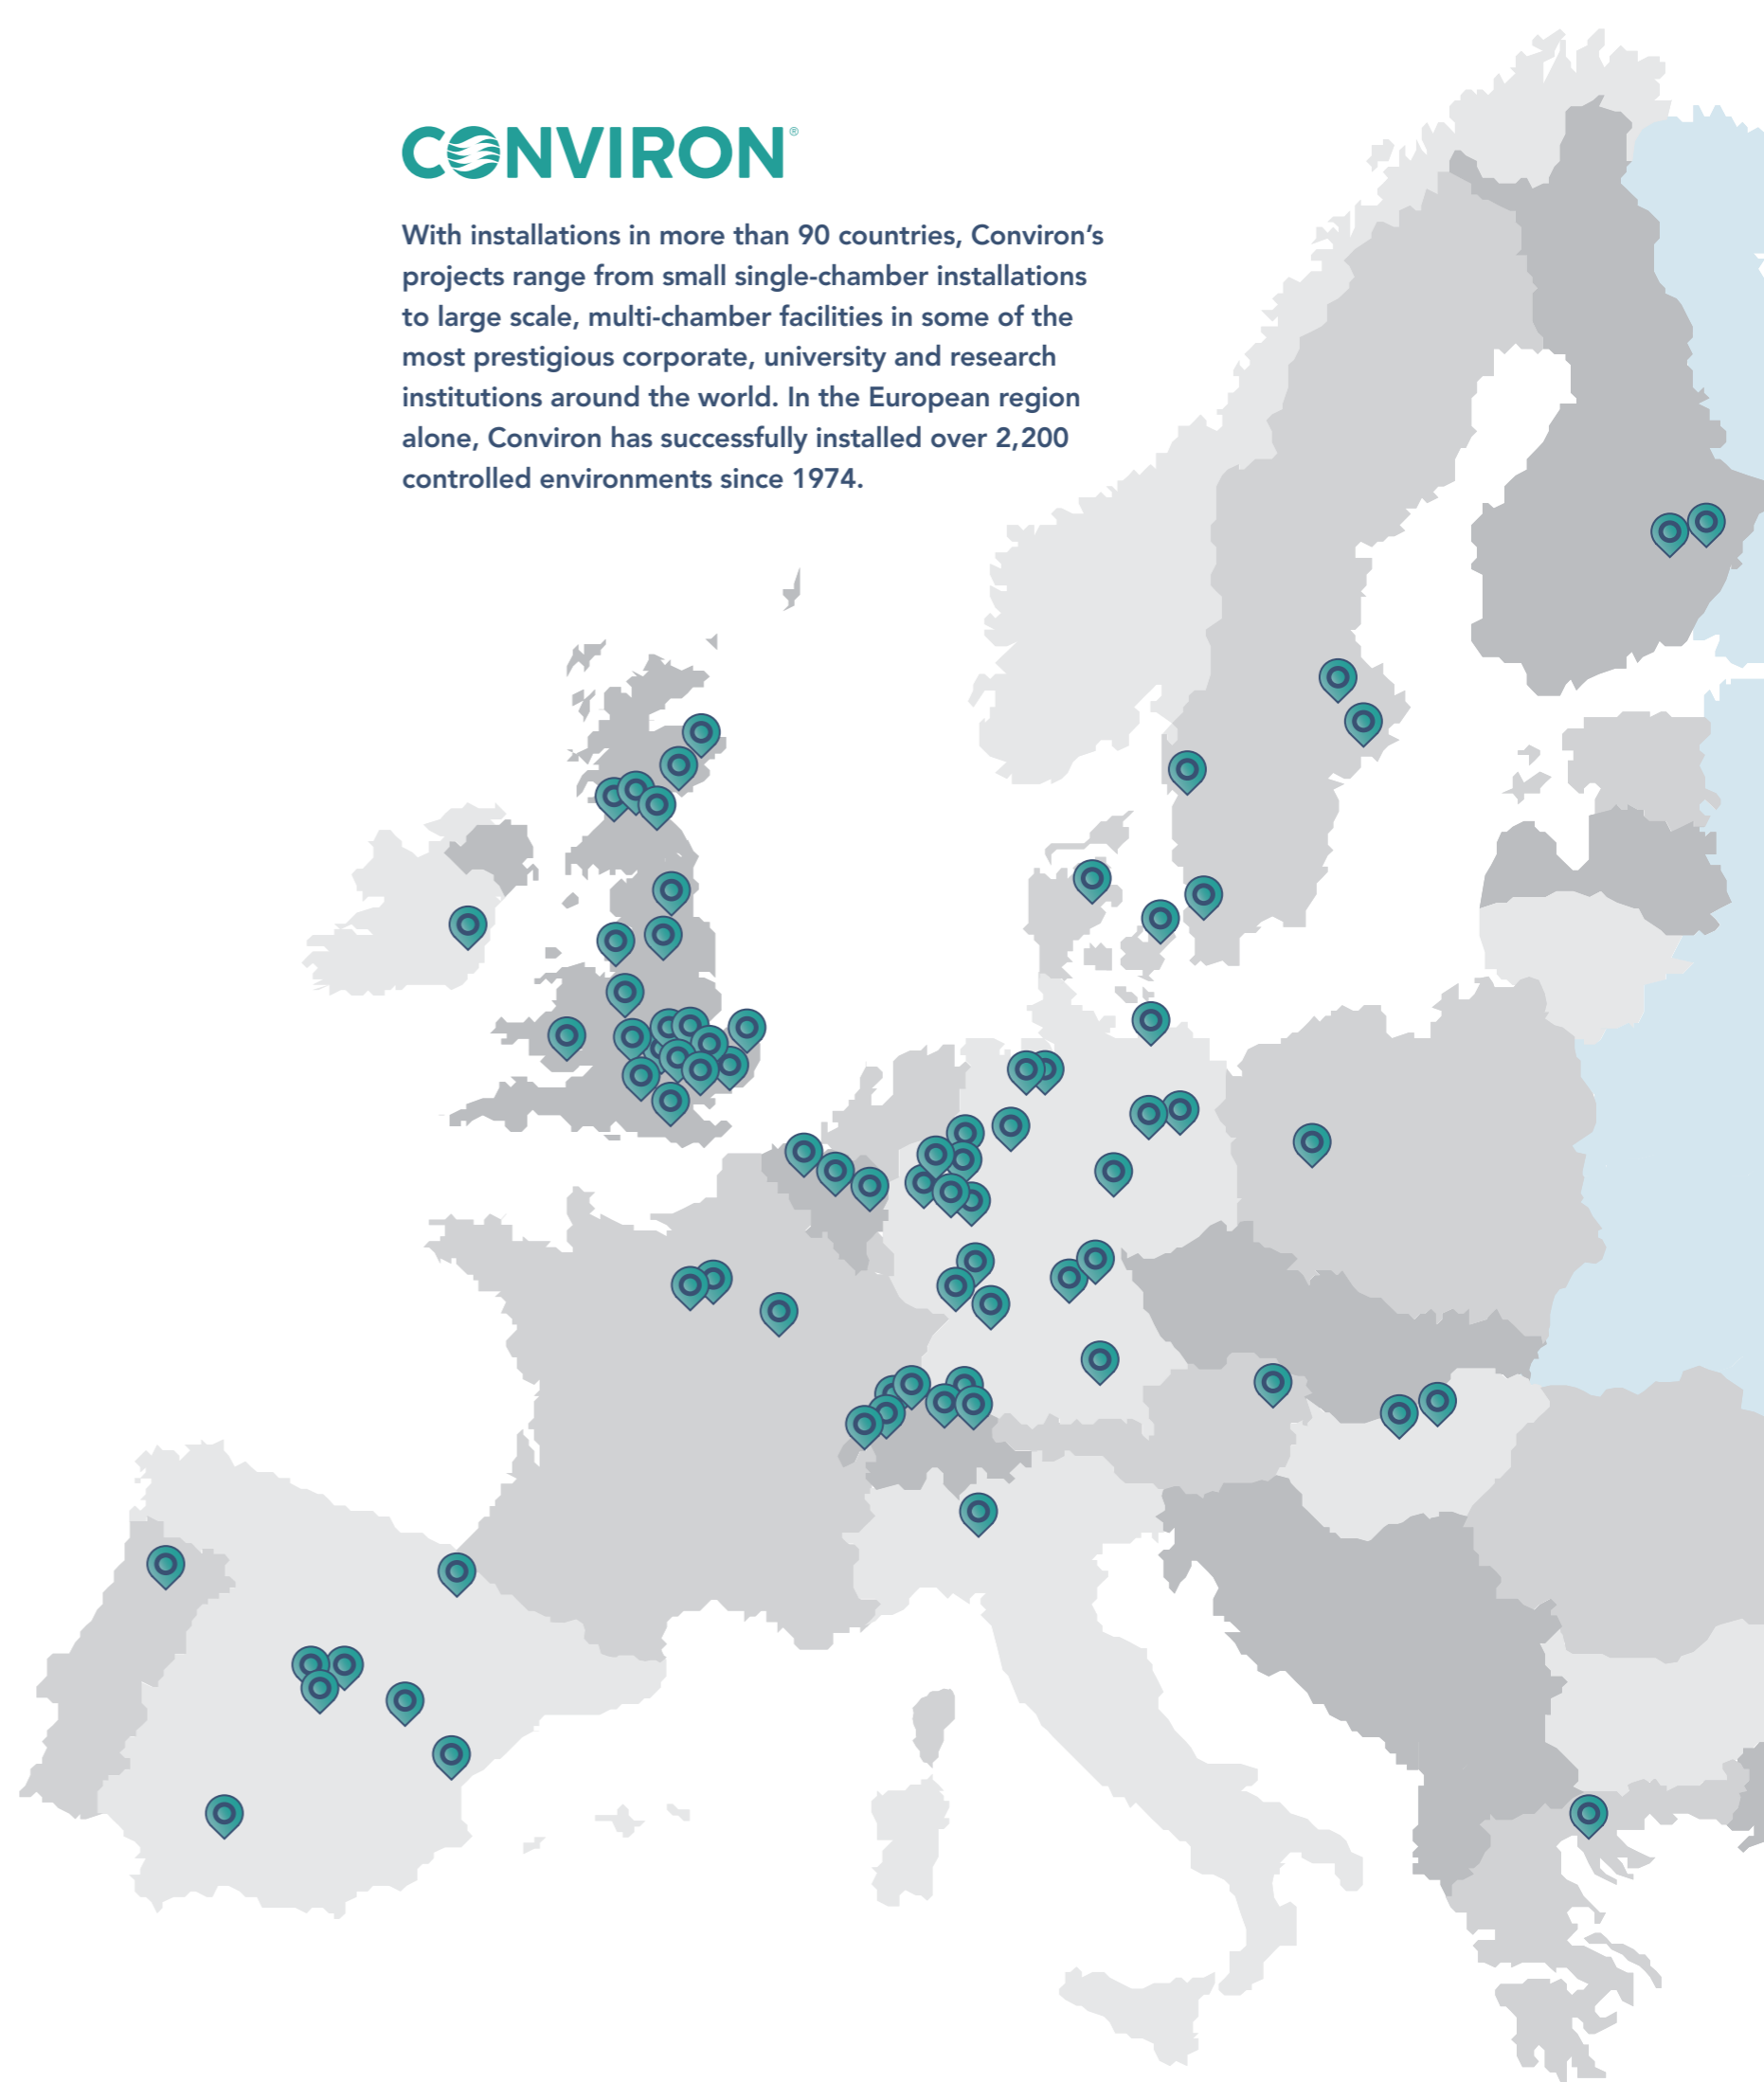 CONVIRON®
With installations in more than 90 countries, Conviron’s
projects range from small single-chamber installations
to large scale, multi-chamber facilities in some of the
most prestigious corporate, university and research
institutions around the world. In the European region
alone, Conviron has successfully installed over 2,200
controlled environments since 1974.